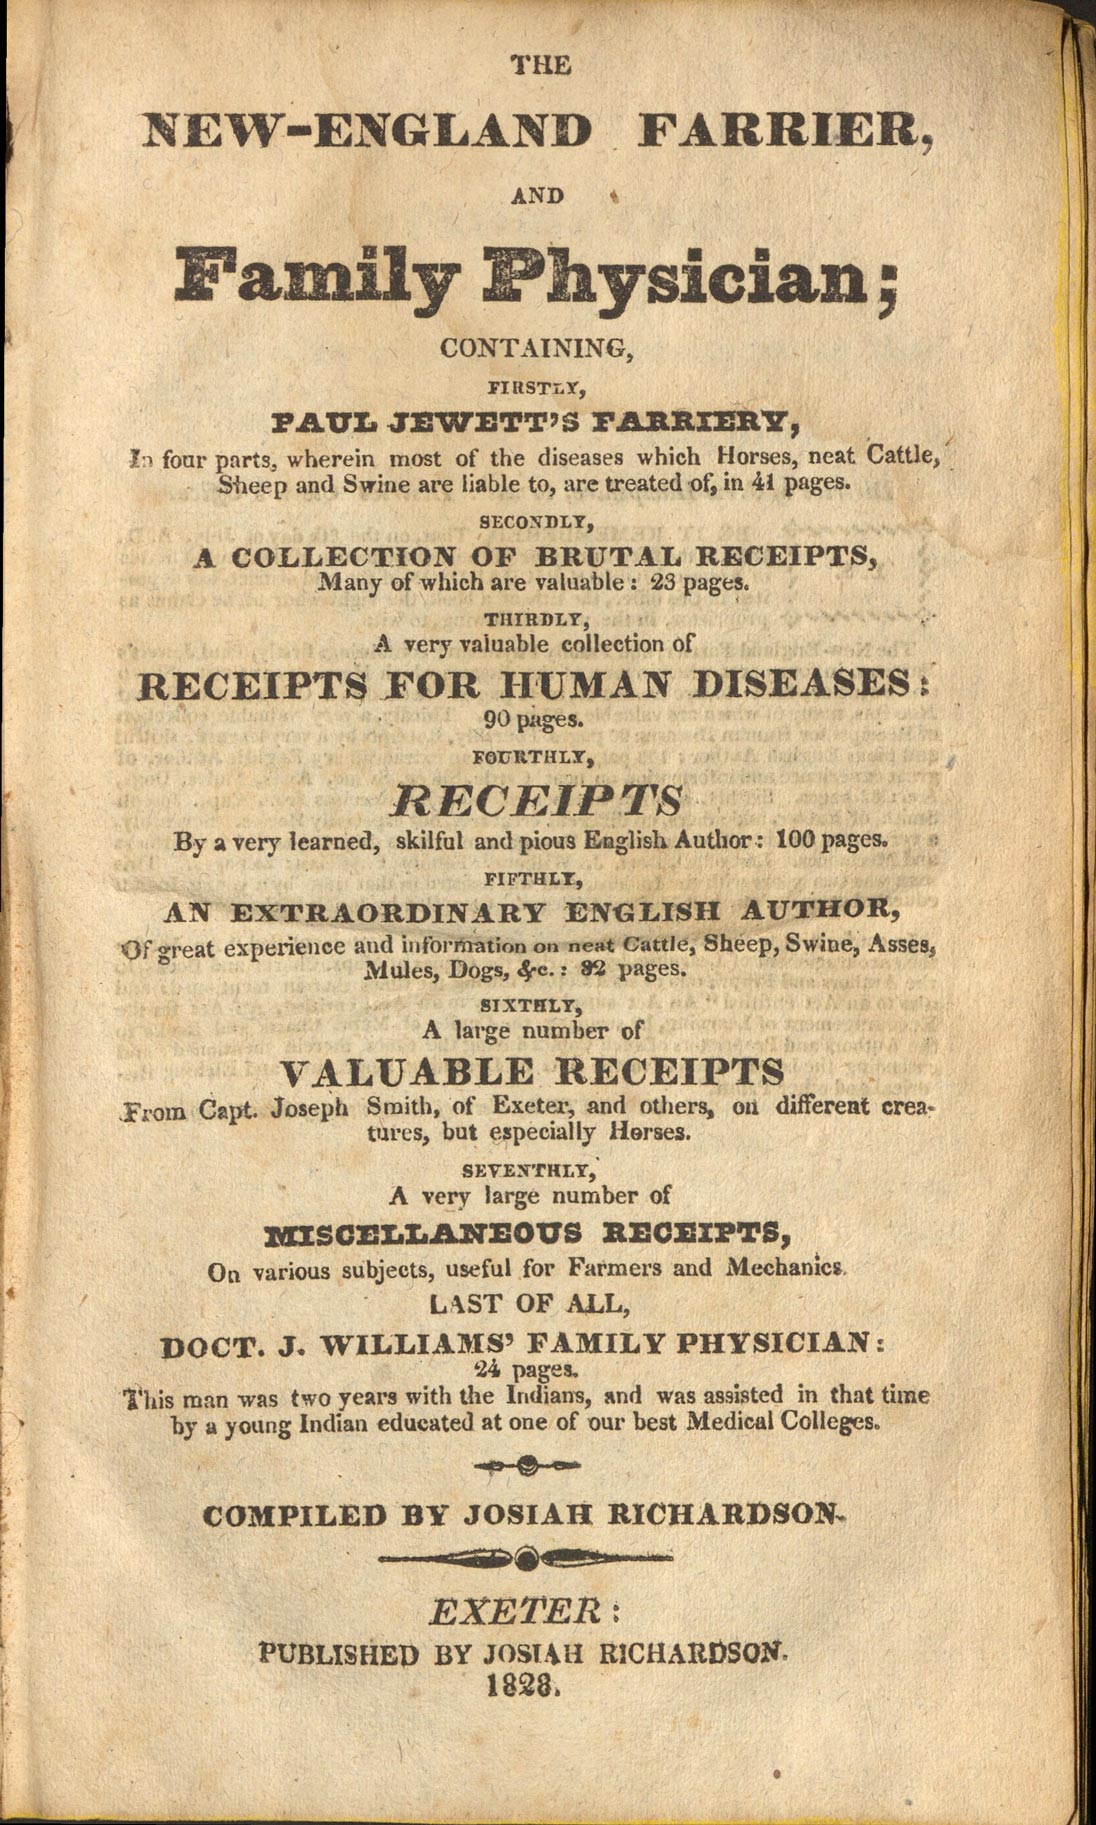 THE
NEW-ENGLAND FARRIER,
AND
Family Physician;
CONTAINING,
FIRSTLY,
PAUL JEWETT'S FARRIERY,
In four parts, wherein most of the diseases which Horses, neat Cattle,
Sheep and Swine are liable to, are treated of, in 41 pages.
SECONDLY,
A COLLECTION OF BRUTAL RECEIPTS,
Many of which are valuable: 23 pages.
THIRDLY,
A very valuable collection of
RECEIPTS FOR HUMAN DISEASES:
90 pages.
FOURTHLY,
RECEIPTS
By a very learned, skilful and pious English Author: 100 pages.
FIFTHLY,
AN EXTRAORDINARY ENGLISH AUTHOR,
Of great experience and information on neat Cattle, Sheep, Swine, Asses,
Mules, Dogs, &c.: 82 pages.
SIXTHLY,
A large number of
VALUABLE RECEIPTS
From Capt. Joseph Smith, of Exeter, and others, on different crea-
tures, but especially Horses.
SEVENTHLY,
A very large number of
MISCELLANEOUS RECEIPTS,
On various subjects, useful for Farmers and Mechanics.
LAST OF ALL,
DOCT. J. WILLIAMS' FAMILY PHYSICIAN:
24 pages.
This man was two years with the Indians, and was assisted in that time
by a young Indian educated at one of our best Medical Colleges.
COMPILED BY JOSIAH RICHARDSON.
EXETER:
PUBLISHED BY JOSIAH RICHARDSON.
1828.